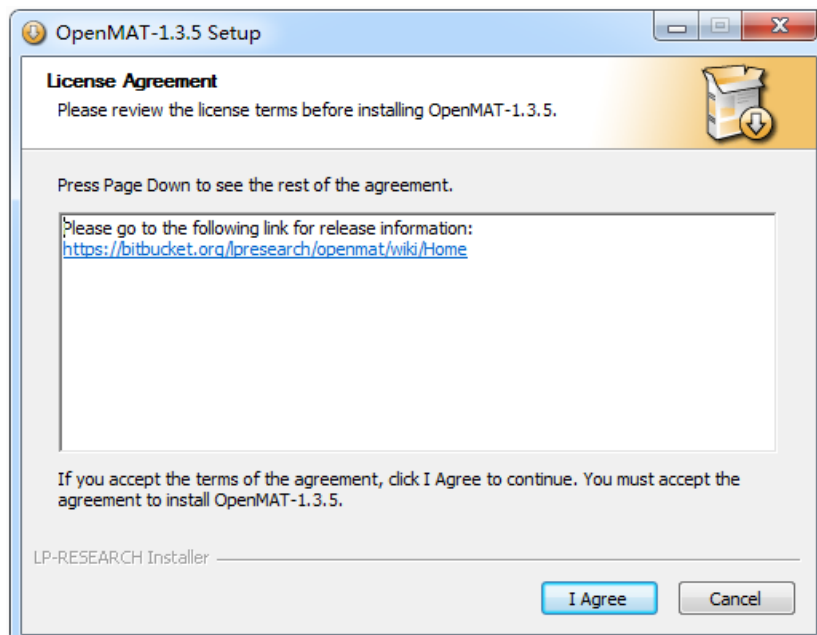 OpenMAT-1.3.5 Setup
License Agreement
Please review the license terms before installing OpenMAT-1.3.5.
Press Page Down to see the rest of the agreement.
Please go to the following link for release information:
https://bitbucket.org/lpresearch/openmat/wiki/Home
If you accept the terms of the agreement, click I Agree to continue. You must accept the
agreement to install OpenMAT-1.3.5.
LP-RESEARCH Installer
I Agree
Cancel